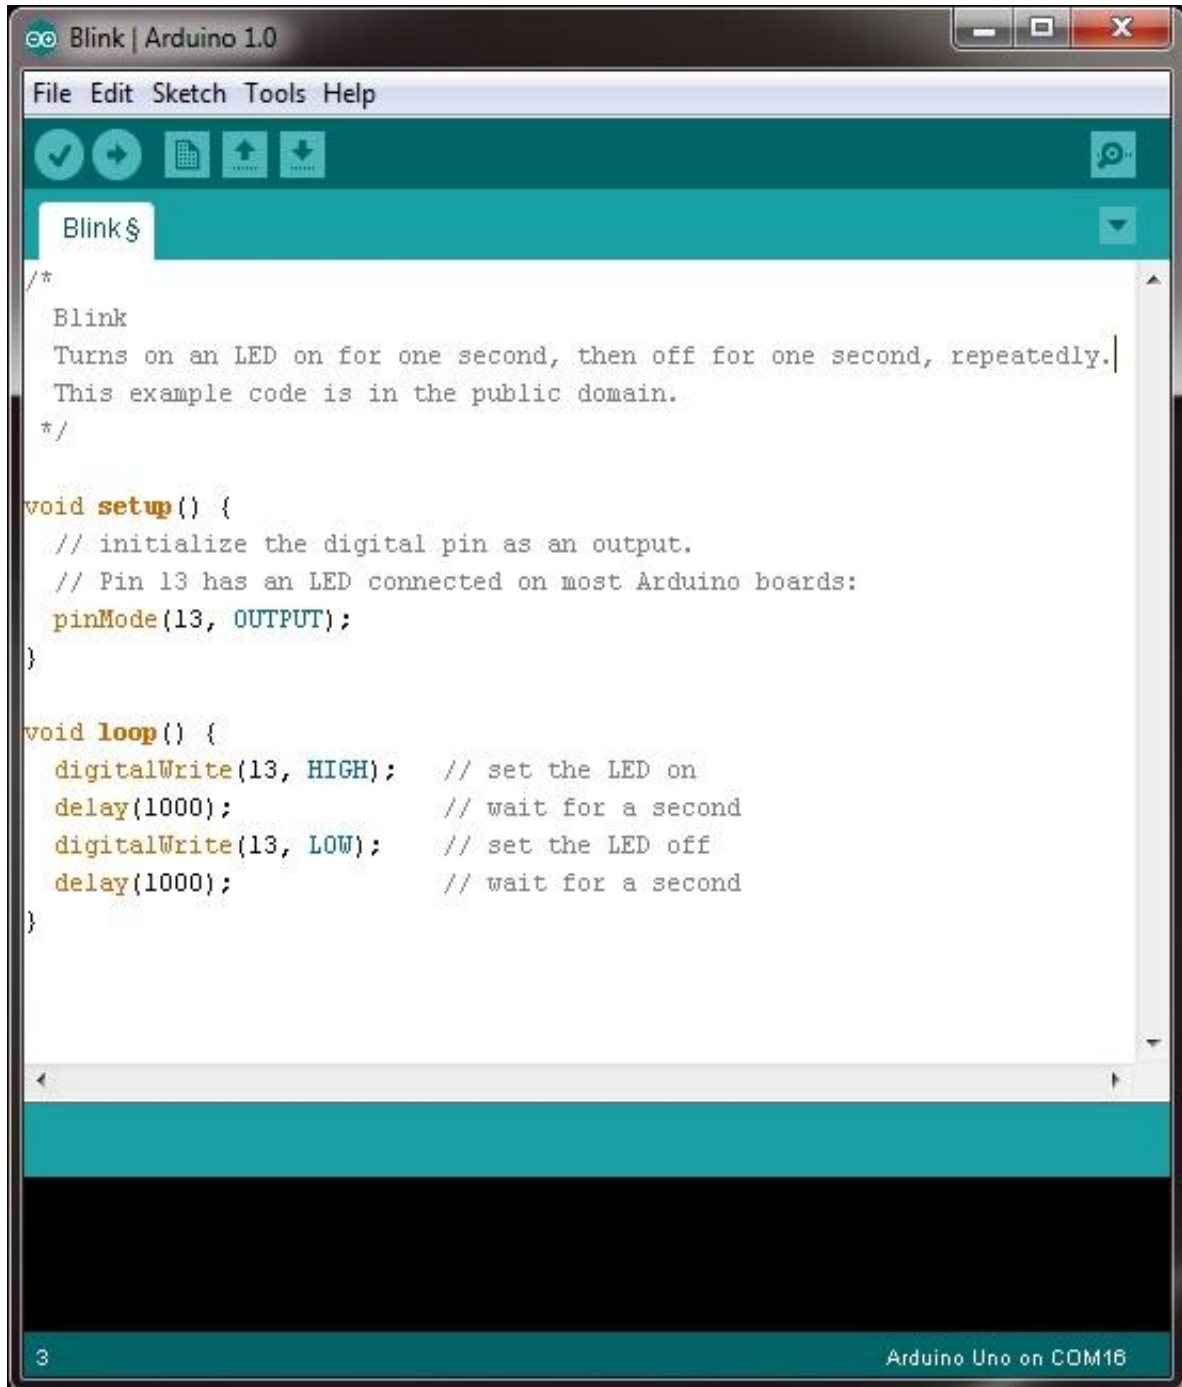 Blink | Arduino 1.0
File Edit Sketch Tools Help
Blink §
/*
  Blink
  Turns on an LED on for one second, then off for one second, repeatedly.
  This example code is in the public domain.
 */
void setup() {
  // initialize the digital pin as an output.
  // Pin 13 has an LED connected on most Arduino boards:
  pinMode(13, OUTPUT);
}
void loop() {
  digitalWrite(13, HIGH);   // set the LED on
  delay(1000);              // wait for a second
  digitalWrite(13, LOW);    // set the LED off
  delay(1000);              // wait for a second
}
3 Arduino Uno on COM16